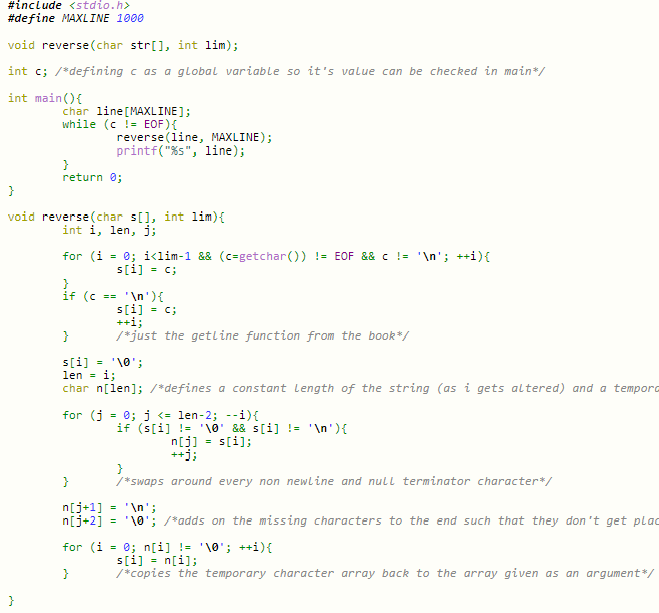 #include <stdio.h>
#define MAXLINE 1000
void reverse(char str[], int lim);
int c; /*defining c as a global variable so it's value can be checked in main*/
int main(){
char line[MAXLINE];
while (c != EOF){
reverse(line, MAXLINE);
printf("%s", line);
}
return 0;
}
void reverse(char s[], int lim){
int i, len, j;
for (i = 0; i<lim-1 && (c=getchar()) != EOF && c != '\n'; ++i){
s[i] = c;
}
if (c == '\n'){
s[i] = c;
++i;
} /*just the getline function from the book*/
s[i] = '\0';
len = i;
char n[len]; /*defines a constant length of the string (as i gets altered) and a tempora
for (j = 0; j <= len-2; --i){
if (s[i] != '\0' && s[i] != '\n'){
n[j] = s[i];
++j;
}
} /*swaps around every non newline and null terminator character*/
n[j+1] = '\n';
n[j+2] = '\0'; /*adds on the missing characters to the end such that they don't get plac
for (i = 0; n[i] != '\0'; ++i){
s[i] = n[i];
} /*copies the temporary character array back to the array given as an argument*/
}